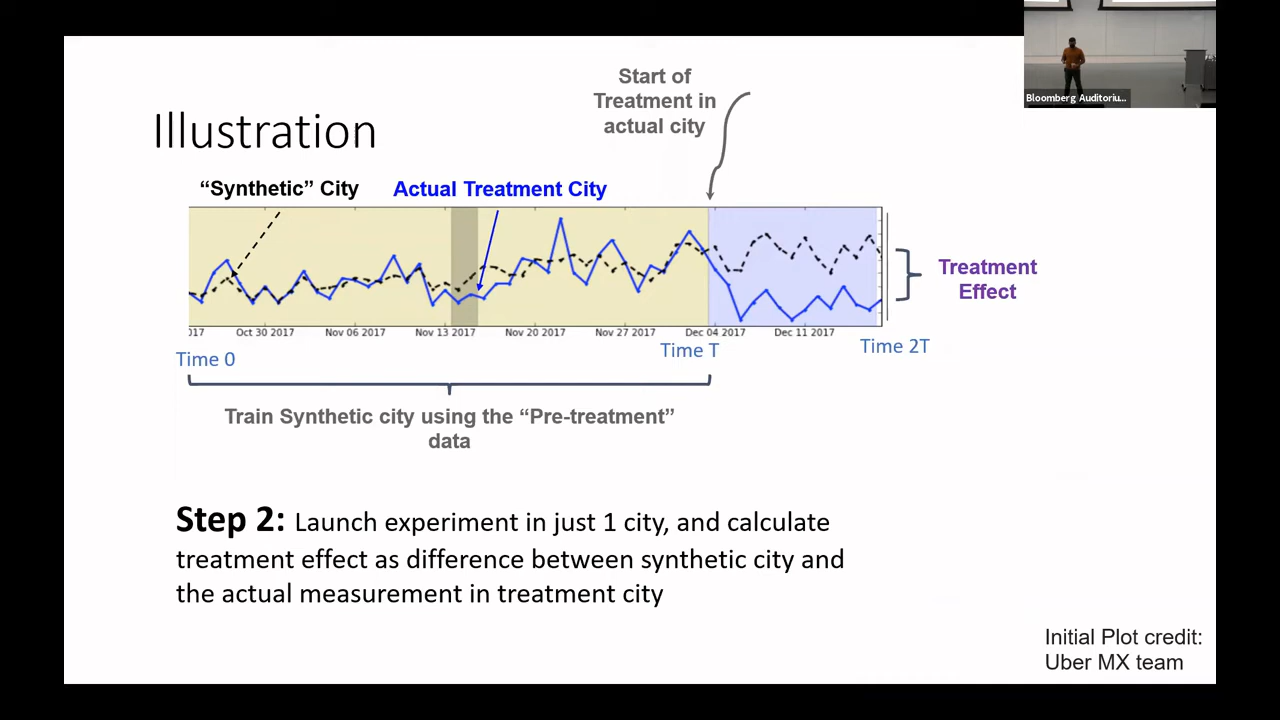 Start of
Treatment in
actual city
Bloomberg Auditoriu...
Illustration
“Synthetic” City
Actual Treatment City
Treatment
Effect
)17
Oct 30 2017
Nov 06 2017
Nov 13 2017
Nov 20 2017
Nov 27 2017
Dec 04 2017
Dec 11 2017
Time 0
Time T
Time 2T
Train Synthetic city using the “Pre-treatment”
data
Step 2: Launch experiment in just 1 city, and calculate
treatment effect as difference between synthetic city and
the actual measurement in treatment city
Initial Plot credit:
Uber MX team